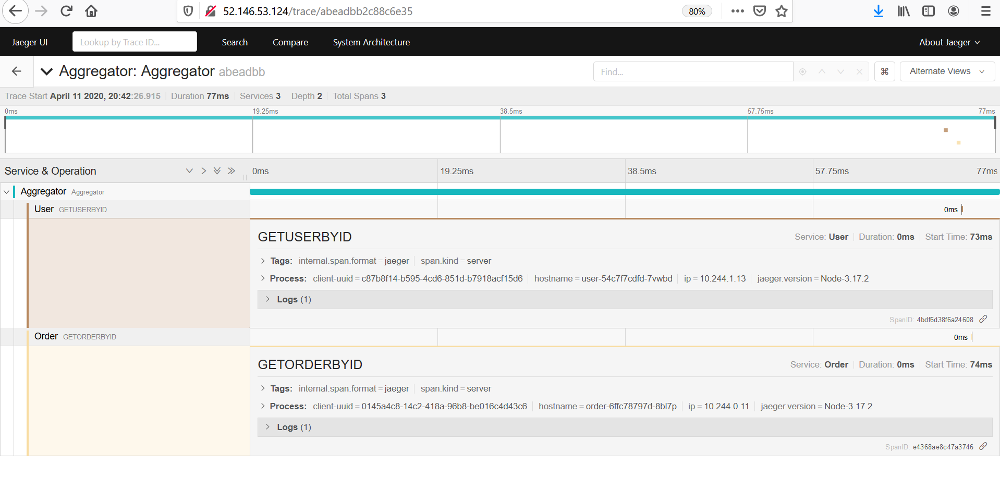 52.146.53.124/trace/abeadbb2c88c6e35
80%
Jaeger UI
Lookup by Trace ID...
Search
Compare
System Architecture
About Jaeger
Aggregator: Aggregator abeadbb
Find...
Alternate Views
Trace Start April 11 2020, 20:42:26.915 Duration 77ms Services 3 Depth 2 Total Spans 3
0ms 19.25ms 38.5ms 57.75ms 77ms
Service & Operation 0ms 19.25ms 38.5ms 57.75ms 77ms
Aggregator Aggregator
User GETUSERBYID 0ms
GETUSERBYID Service: User Duration: 0ms Start Time: 73ms
Tags: internal.span.format = jaeger span.kind = server
Process: client-uuid = c87b8f14-b595-4cd6-851d-b7918acf15d6 hostname = user-54c7f7cdfd-7vwbd ip = 10.244.1.13 jaeger.version = Node-3.17.2
Logs (1)
SpanID: 4bdf6d38f6a24608
Order GETORDERBYID 0ms
GETORDERBYID Service: Order Duration: 0ms Start Time: 74ms
Tags: internal.span.format = jaeger span.kind = server
Process: client-uuid = 0145a4c8-14c2-418a-96b8-be016c4d43c6 hostname = order-6ffc78797d-8bl7p ip = 10.244.0.11 jaeger.version = Node-3.17.2
Logs (1)
SpanID: e4368ae8c47a3746